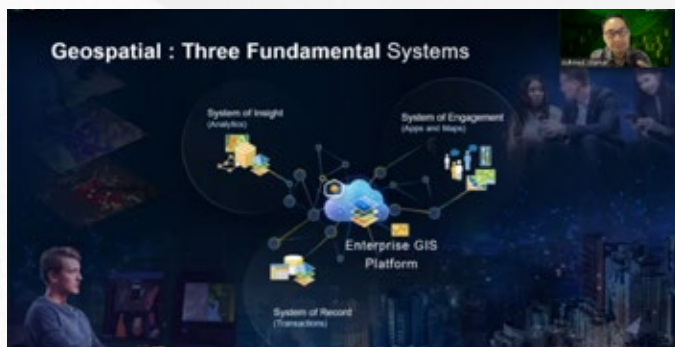 Geospatial : Three Fundamental Systems
System of Insight
(Analytics)
System of Engagement
(Apps and Maps)
Enterprise GIS
Platform
System of Record
(Transactions)